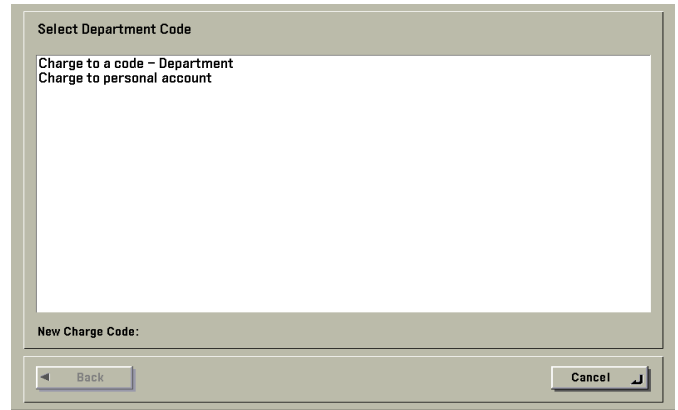 Select Department Code
Charge to a code – Department
Charge to personal account
New Charge Code:
Back
Cancel